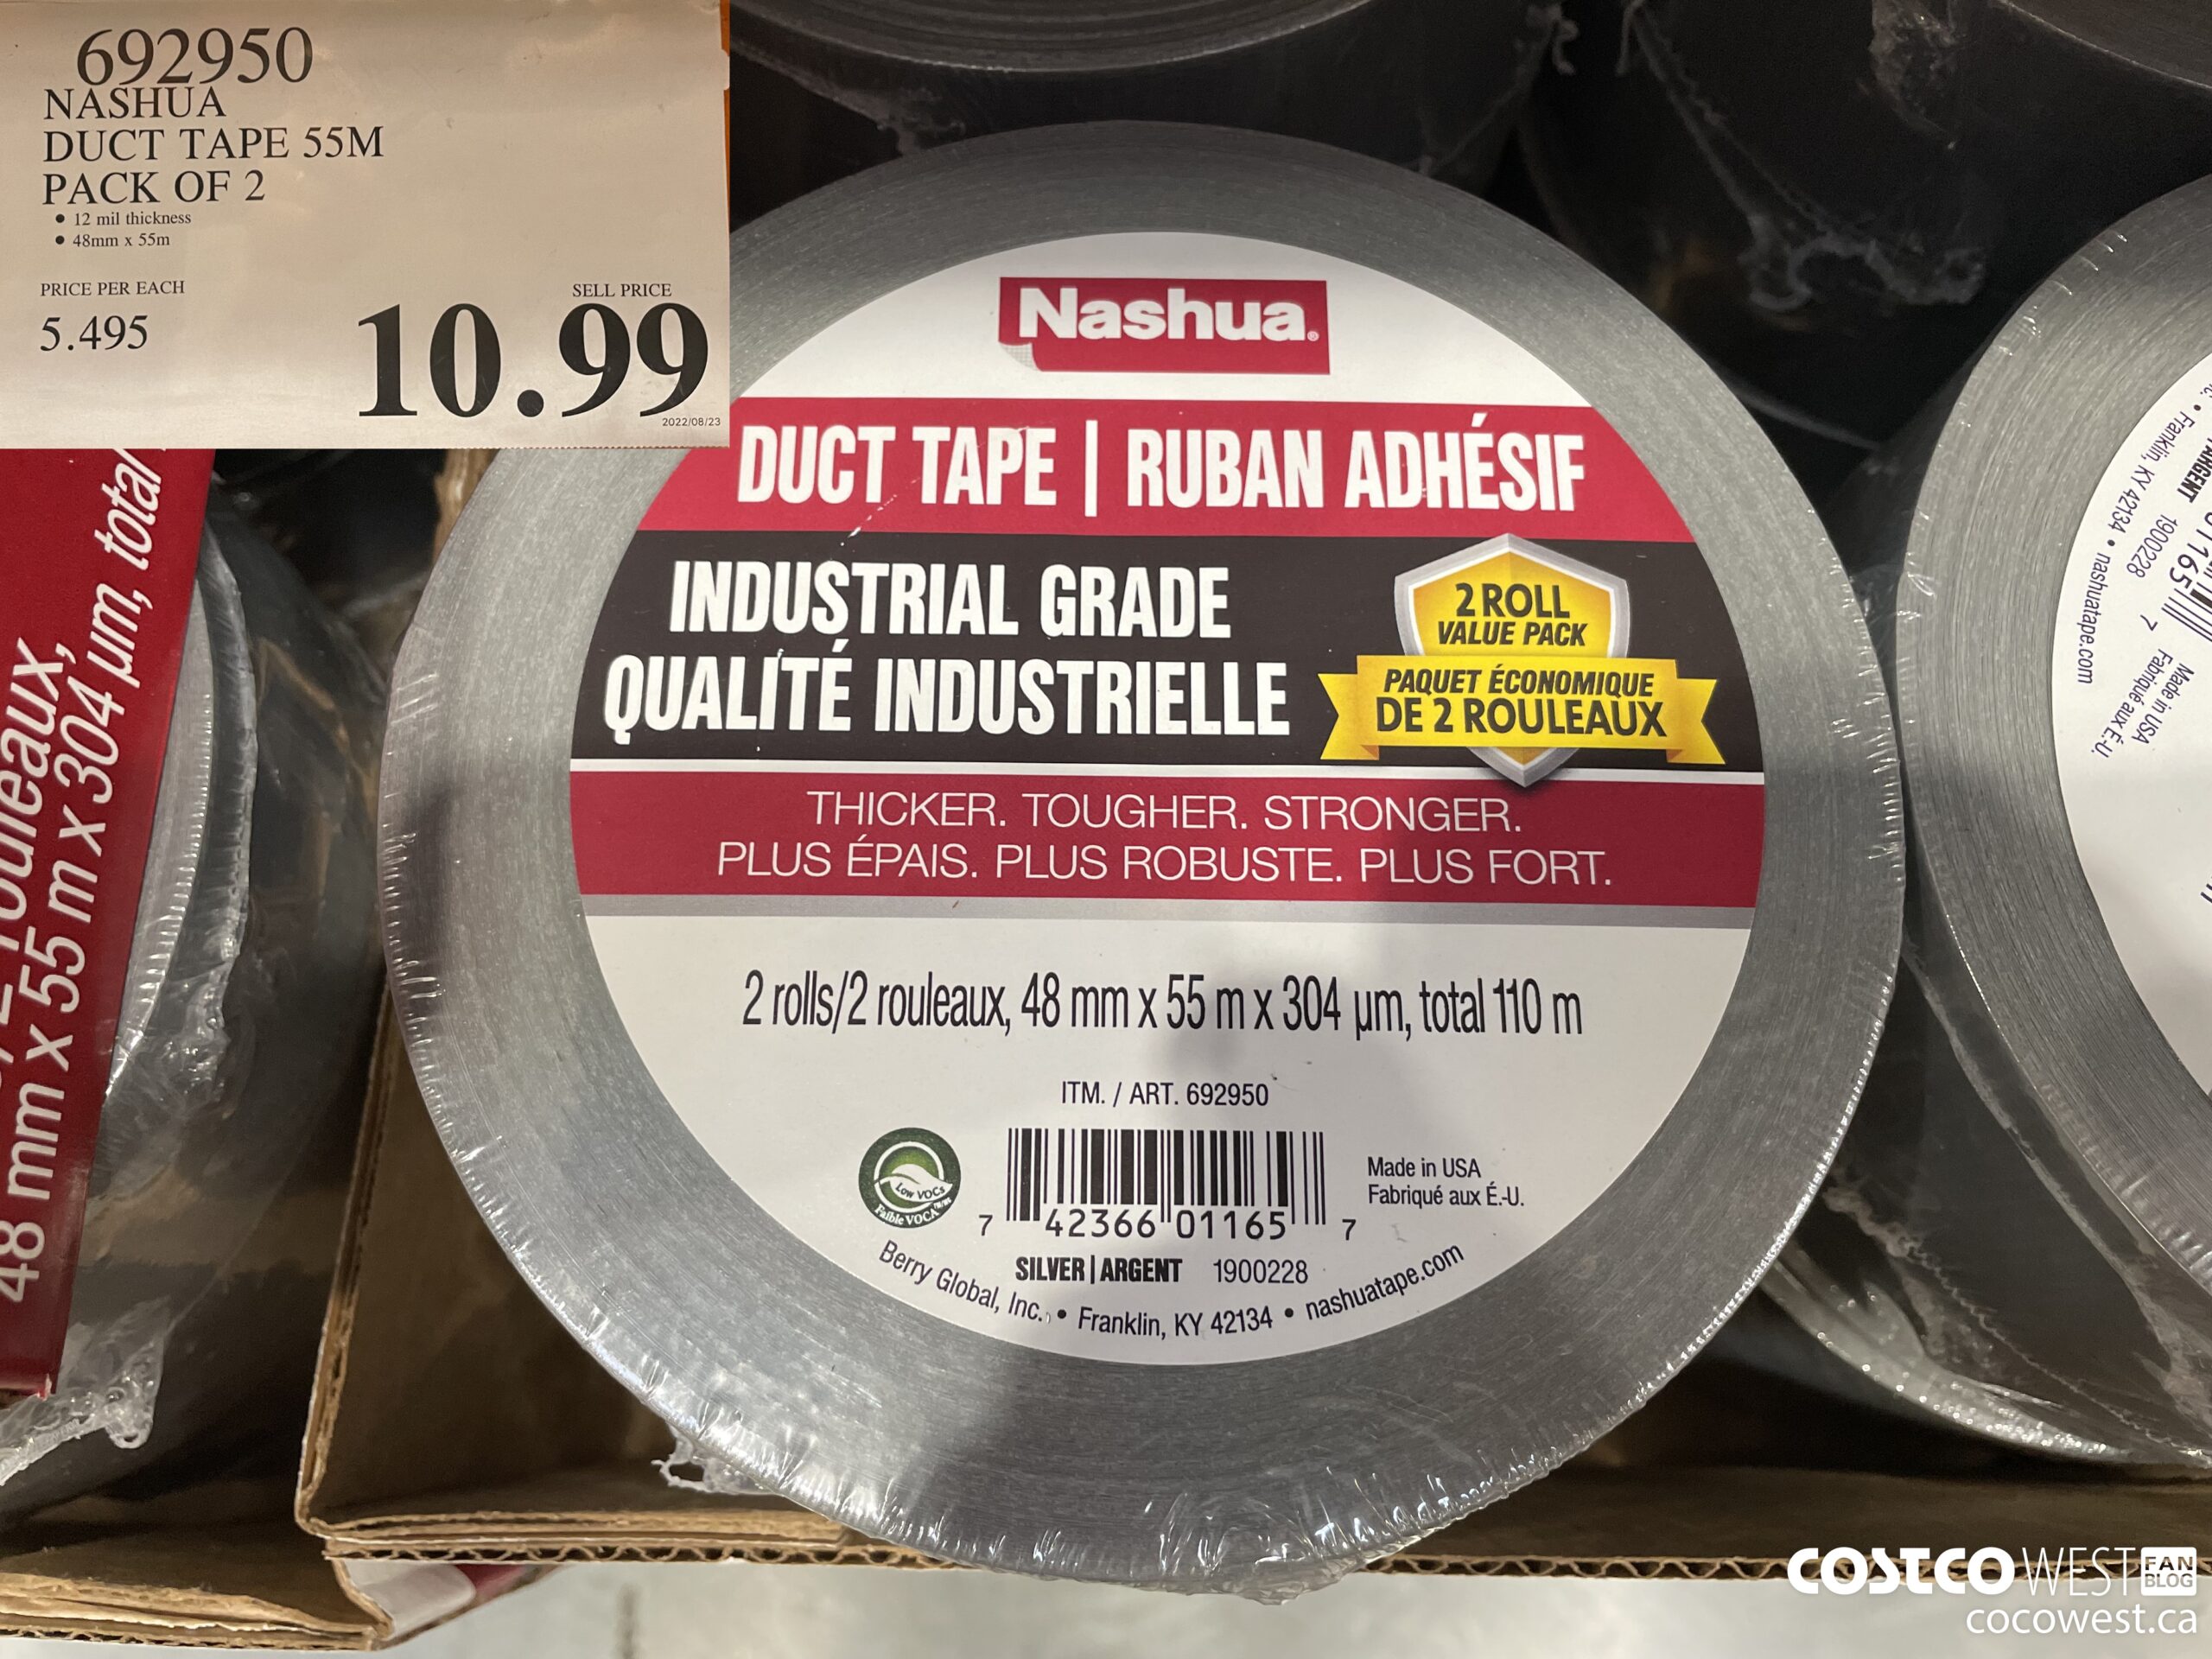 692950
NASHUA
DUCT TAPE 55M
PACK OF 2
• 12 mil thickness
• 48mm x 55m
PRICE PER EACH
5.495
SELL PRICE
10.99
2022/08/23
Nashua®
DUCT TAPE | RUBAN ADHÉSIF
INDUSTRIAL GRADE
QUALITÉ INDUSTRIELLE
2 ROLL
VALUE PACK
PAQUET ÉCONOMIQUE
DE 2 ROULEAUX
THICKER. TOUGHER. STRONGER.
PLUS ÉPAIS. PLUS ROBUSTE. PLUS FORT.
2 rolls/2 rouleaux, 48 mm x 55 m x 304 µm, total 110 m
ITM. / ART. 692950
Low VOCs
Faible VOCA
7 42366 01165 7
Made in USA
Fabriqué aux É.-U.
SILVER | ARGENT 1900228
Berry Global, Inc. • Franklin, KY 42134 • nashuatape.com
rouleaux,
48 mm x 55 m x 304 µm, total
• Franklin, KY 42134 • nashuatape.com
1900228
7
Made in USA
Fabriqué aux É.-U.
COSTCO WEST FAN BLOG
cocowest.ca